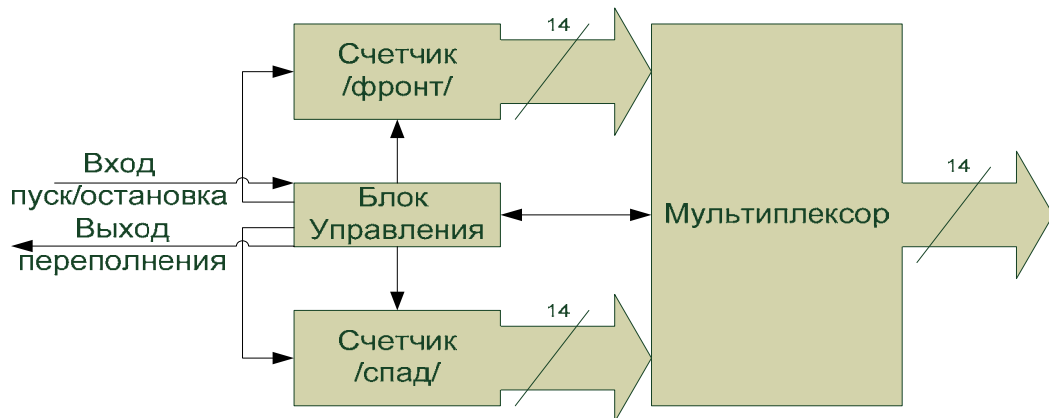 14
Счетчик
/фронт/
Вход
пуск/остановка
Выход
переполнения
Блок
Управления
Мультиплексор
14
14
Счетчик
/спад/